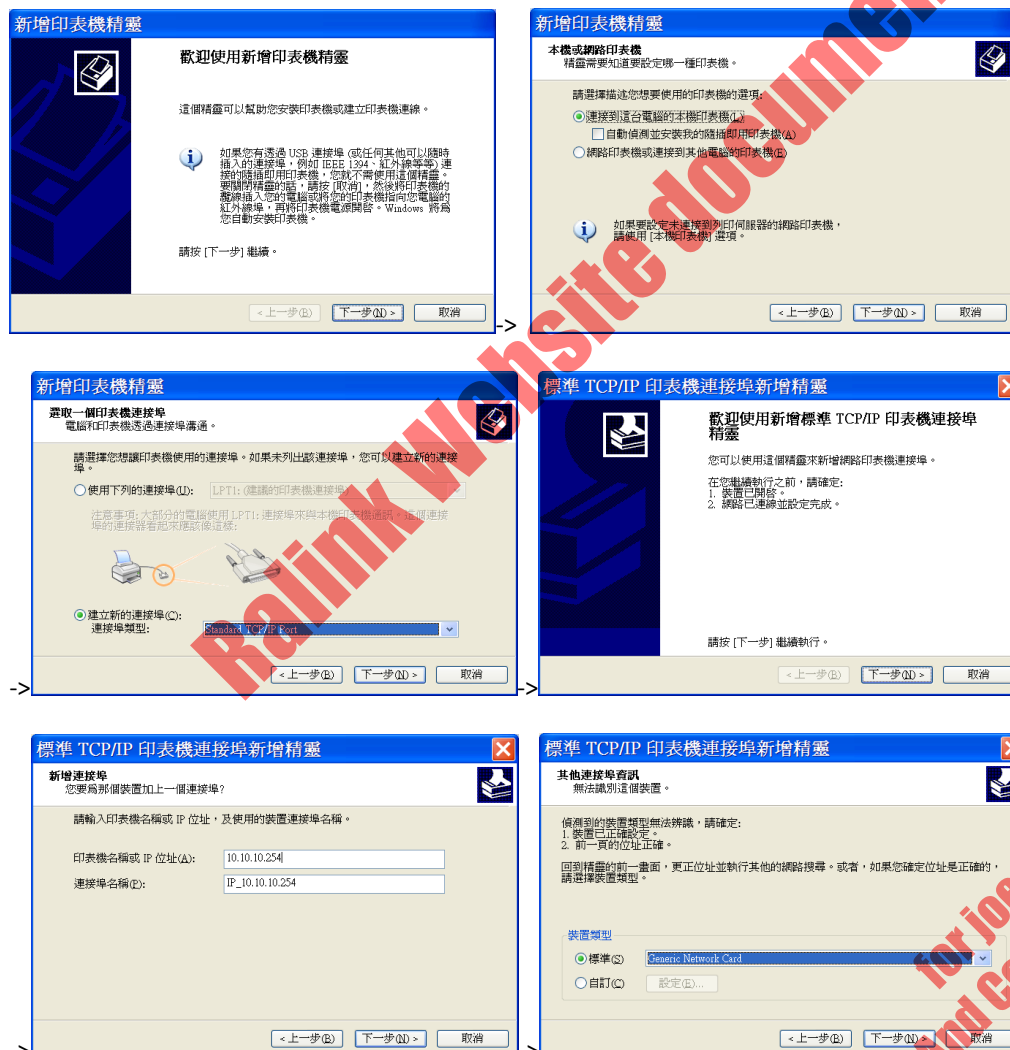 新增印表機精靈
歡迎使用新增印表機精靈
這個精靈可以幫助您安裝印表機或建立印表機連線。
如果您有透過 USB 連接埠 (或任何其他可以隨時
插入的連接埠，例如 IEEE 1394、紅外線等等) 連
接的隨插即用印表機，您就不需使用這個精靈。
要關閉精靈的話，請按 [取消]，然後將印表機的
纜線插入您的電腦或將您的印表機指向您電腦的
紅外線埠，再將印表機電源開啓。Windows 將為
您自動安裝印表機。
請按 [下一步] 繼續。
<上一步(B) 下一步(N) > 取消
->
新增印表機精靈
本機或網路印表機
精靈需要知道要設定哪一種印表機。
請選擇描述您想要使用的印表機的選項:
連接到這台電腦的本機印表機(L)
自動偵測並安裝我的隨插即用印表機(A)
網路印表機或連接到其他電腦的印表機(E)
如果要設定未連接到列印伺服器的網路印表機，
請使用 [本機印表機] 選項。
<上一步(B) 下一步(N) > 取消
->
新增印表機精靈
選取一個印表機連接埠
電腦和印表機透過連接埠溝通。
請選擇您想讓印表機使用的連接埠。如果未列出該連接埠，您可以建立新的連接
埠。
使用下列的連接埠(U): LPT1: (建議的印表機連接埠)
注意事項: 大部分的電腦使用 LPT1: 連接埠來與本機印表機通訊。這個連接
埠的連接器看起來應該像這樣:
建立新的連接埠(C):
連接埠類型: Standard TCP/IP Port
<上一步(B) 下一步(N) > 取消
->
標準 TCP/IP 印表機連接埠新增精靈
歡迎使用新增標準 TCP/IP 印表機連接埠
精靈
您可以使用這個精靈來新增網路印表機連接埠。
在您繼續執行之前，請確定:
1. 裝置已開啓。
2. 網路已連線並設定完成。
請按 [下一步] 繼續執行。
<上一步(B) 下一步(N) > 取消
標準 TCP/IP 印表機連接埠新增精靈
新增連接埠
您要為那個裝置加上一個連接埠?
請輸入印表機名稱或 IP 位址，及使用的裝置連接埠名稱。
印表機名稱或 IP 位址(A): 10.10.10.254
連接埠名稱(P): IP_10.10.10.254
<上一步(B) 下一步(N) > 取消
標準 TCP/IP 印表機連接埠新增精靈
其他連接埠資訊
無法識別這個裝置。
偵測到的裝置類型無法辨識，請確定:
1. 裝置已正確設定。
2. 前一頁的位址正確。
回到精靈的前一畫面，更正位址並執行其他的網路搜尋。或者，如果您確定位址是正確的，
請選擇裝置類型。
裝置類型
標準(S) Generic Network Card
自訂(C) 設定(E)...
<上一步(B) 下一步(N) > 取消
Ralink Website
for